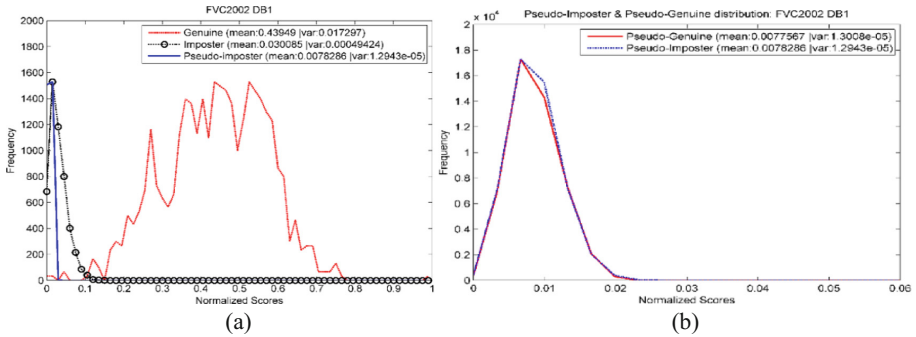 FVC2002 DB1
Genuine (mean:0.43949 |var:0.017297)
Imposter (mean:0.030085 |var:0.00049424)
Pseudo-Imposter (mean:0.0078286 |var:1.2943e-05)
Frequency
2000
1800
1600
1400
1200
1000
800
600
400
200
0
0 0.1 0.2 0.3 0.4 0.5 0.6 0.7 0.8 0.9 1
Normalized Scores
(a)
Pseudo-Imposter & Pseudo-Genuine distribution: FVC2002 DB1
x 10^4
Pseudo-Genuine (mean:0.0077567 |var:1.3008e-05)
Pseudo-Imposter (mean:0.0078286 |var:1.2943e-05)
Frequency
2
1.8
1.6
1.4
1.2
1
0.8
0.6
0.4
0.2
0
0 0.01 0.02 0.03 0.04 0.05 0.06
Normalized Scores
(b)